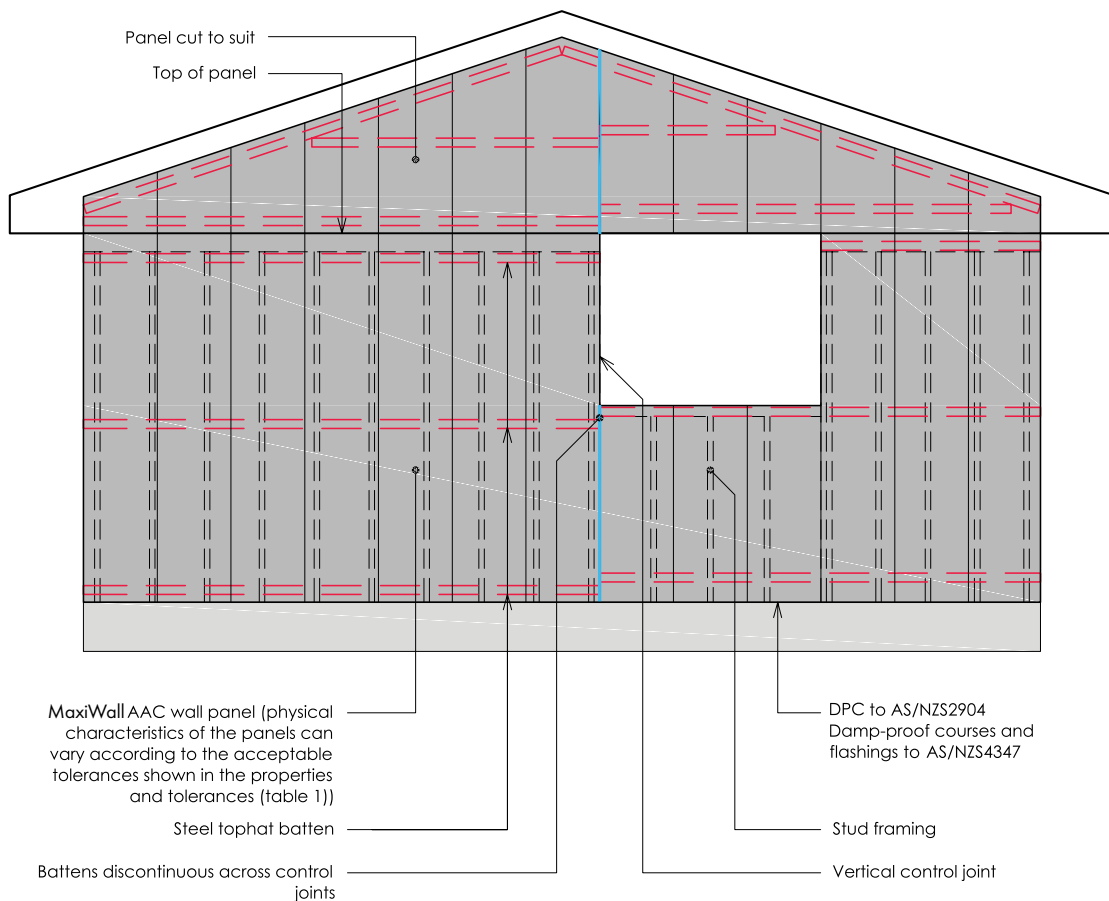 Panel cut to suit
Top of panel
MaxiWall AAC wall panel (physical
characteristics of the panels can
vary according to the acceptable
tolerances shown in the properties
and tolerances (table 1))
Steel tophat batten
Battens discontinuous across control
joints
DPC to AS/NZS2904
Damp-proof courses and
flashings to AS/NZS4347
Stud framing
Vertical control joint